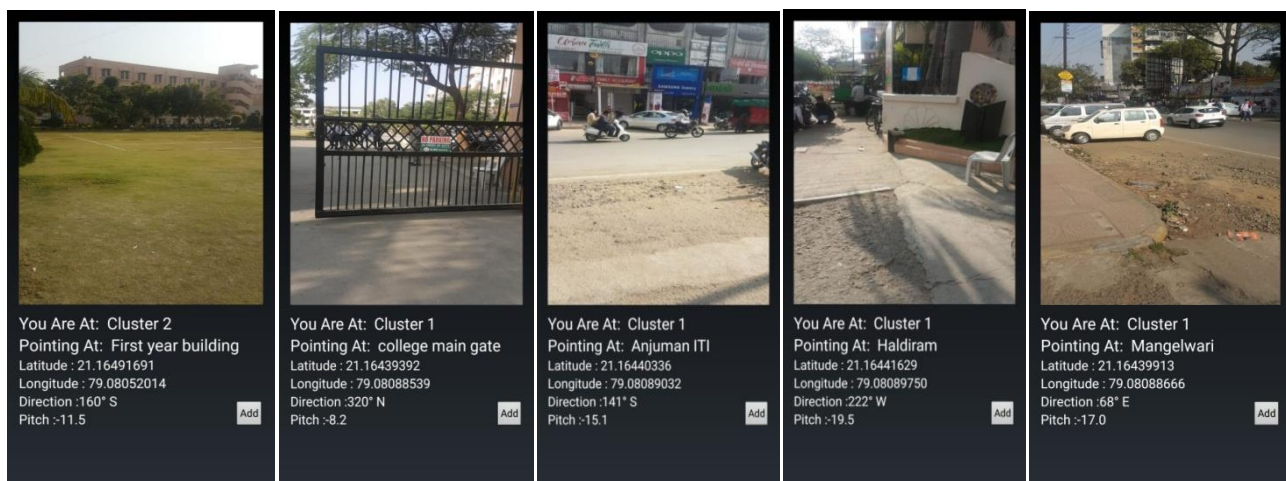 NO PARKING
oppo
You Are At: Cluster 2
Pointing At: First year building
Latitude : 21.16491691
Longitude : 79.08052014
Direction :160° S
Pitch :-11.5
Add
You Are At: Cluster 1
Pointing At: college main gate
Latitude : 21.16439392
Longitude : 79.08088539
Direction :320° N
Pitch :-8.2
Add
You Are At: Cluster 1
Pointing At: Anjuman ITI
Latitude : 21.16440336
Longitude : 79.08089032
Direction :141° S
Pitch :-15.1
Add
You Are At: Cluster 1
Pointing At: Haldiram
Latitude : 21.16441629
Longitude : 79.08089750
Direction :222° W
Pitch :-19.5
Add
You Are At: Cluster 1
Pointing At: Mangelwari
Latitude : 21.16439913
Longitude : 79.08088666
Direction :68° E
Pitch :-17.0
Add